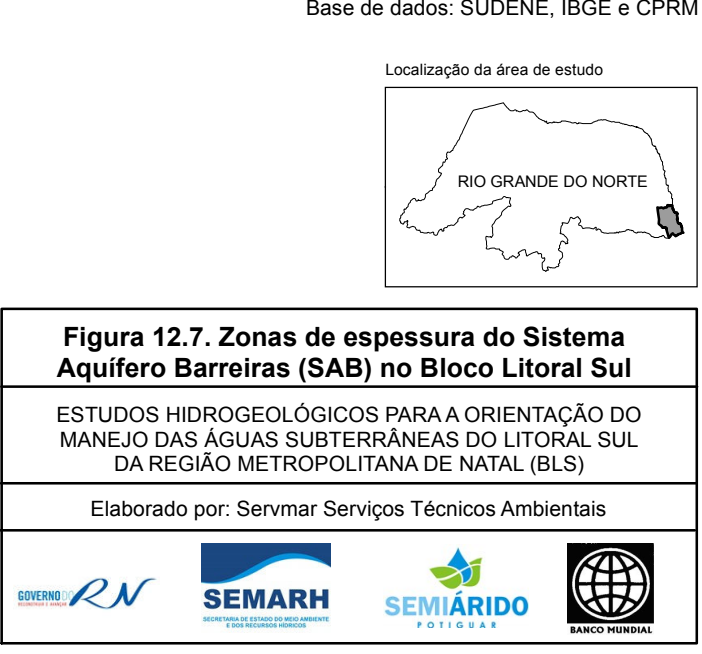 Base de dados: SUDENE, IBGE e CPRM
Localização da área de estudo
RIO GRANDE DO NORTE
Figura 12.7. Zonas de espessura do Sistema
Aquífero Barreiras (SAB) no Bloco Litoral Sul
ESTUDOS HIDROGEOLÓGICOS PARA A ORIENTAÇÃO DO
MANEJO DAS ÁGUAS SUBTERRÂNEAS DO LITORAL SUL
DA REGIÃO METROPOLITANA DE NATAL (BLS)
Elaborado por: Servmar Serviços Técnicos Ambientais
GOVERNO DO RN
RECONSTRUIR E AVANÇAR
SEMARH
SECRETARIA DE ESTADO DO MEIO AMBIENTE
E DOS RECURSOS HÍDRICOS
SEMIÁRIDO
POTIGUAR
BANCO MUNDIAL